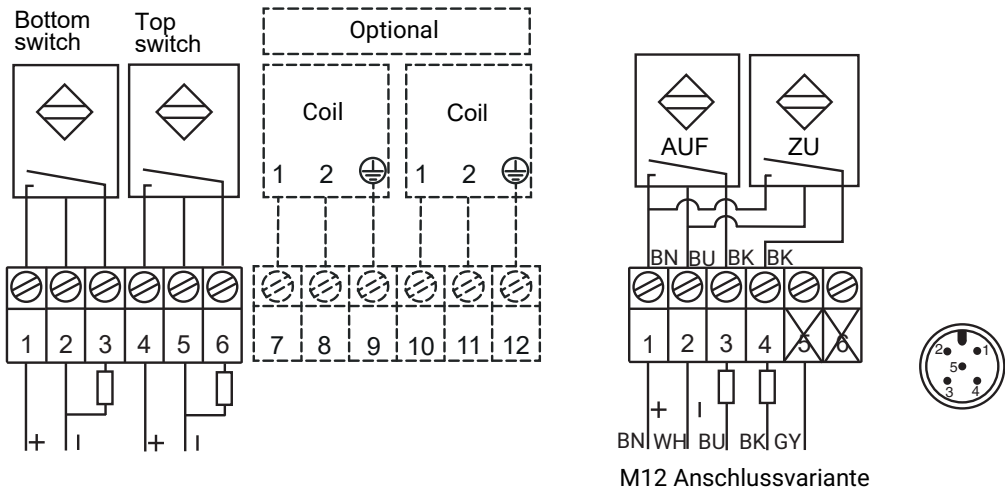 Bottom
switch
Top
switch
Optional
Coil
Coil
1 2
1 2
1 2 3 4 5 6
7 8 9 10 11 12
+ − + −
AUF
ZU
BN BU BK BK
1 2 3 4 5 6
+ −
BN WH BU BK GY
2 1
5
3 4
M12 Anschlussvariante